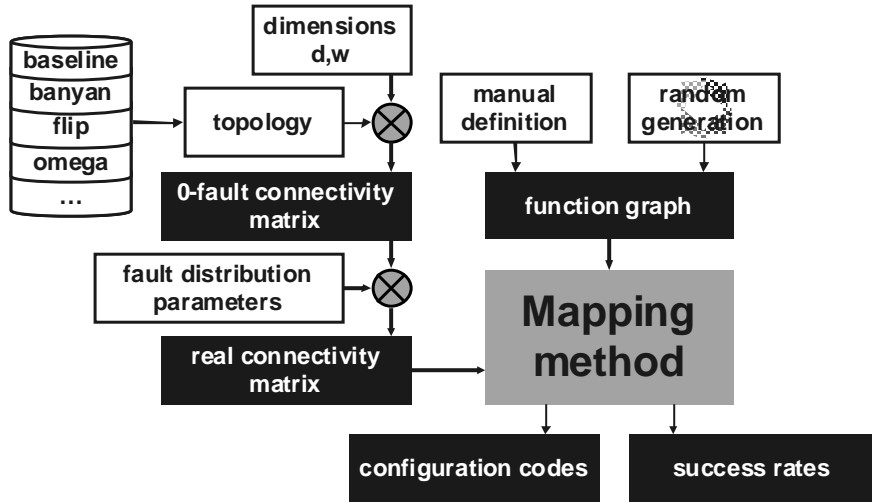 dimensions
d,w
baseline
banyan
flip
omega
...
topology
manual
definition
random
generation
0-fault connectivity
matrix
function graph
fault distribution
parameters
Mapping
method
real connectivity
matrix
configuration codes
success rates